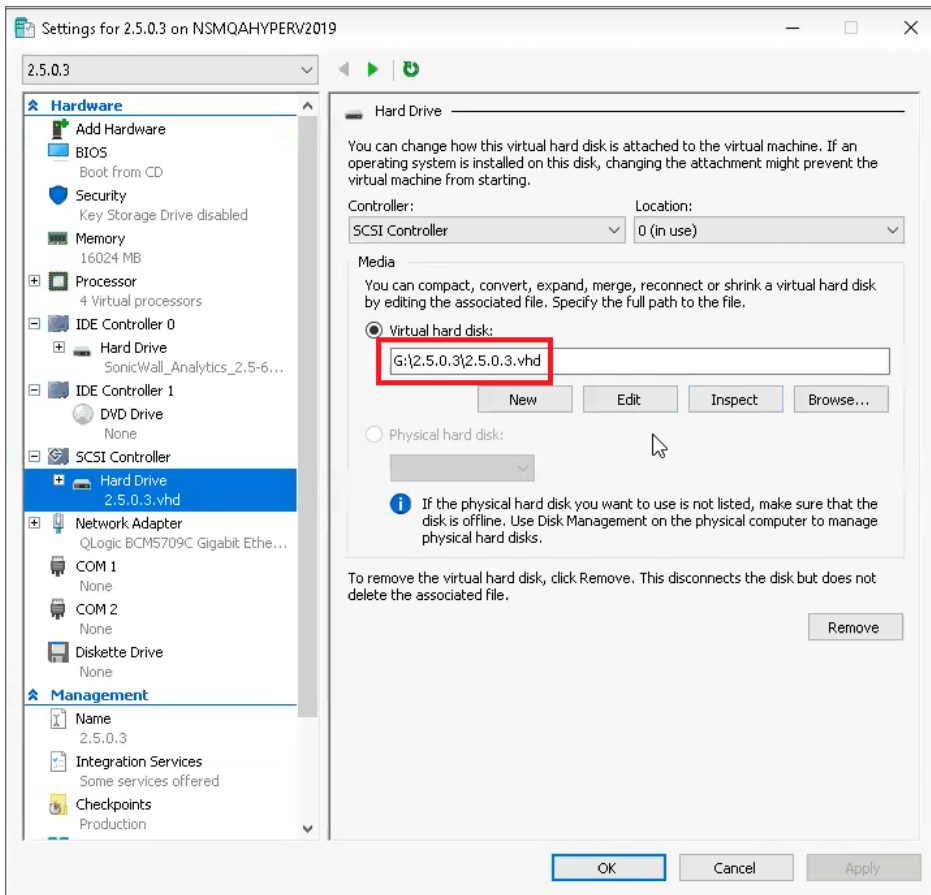 Settings for 2.5.0.3 on NSMQAHYPERV2019
2.5.0.3
Hardware
Add Hardware
BIOS
Boot from CD
Security
Key Storage Drive disabled
Memory
16024 MB
Processor
4 Virtual processors
IDE Controller 0
Hard Drive
SonicWall_Analytics_2.5-6...
IDE Controller 1
DVD Drive
None
SCSI Controller
Hard Drive
2.5.0.3.vhd
Network Adapter
QLogic BCM5709C Gigabit Ethe...
COM 1
None
COM 2
None
Diskette Drive
None
Management
Name
2.5.0.3
Integration Services
Some services offered
Checkpoints
Production
Hard Drive
You can change how this virtual hard disk is attached to the virtual machine. If an
operating system is installed on this disk, changing the attachment might prevent the
virtual machine from starting.
Controller:
Location:
SCSI Controller
0 (in use)
Media
You can compact, convert, expand, merge, reconnect or shrink a virtual hard disk
by editing the associated file. Specify the full path to the file.
Virtual hard disk:
G:\2.5.0.3\2.5.0.3.vhd
New
Edit
Inspect
Browse...
Physical hard disk:
If the physical hard disk you want to use is not listed, make sure that the
disk is offline. Use Disk Management on the physical computer to manage
physical hard disks.
To remove the virtual hard disk, click Remove. This disconnects the disk but does not
delete the associated file.
Remove
OK
Cancel
Apply